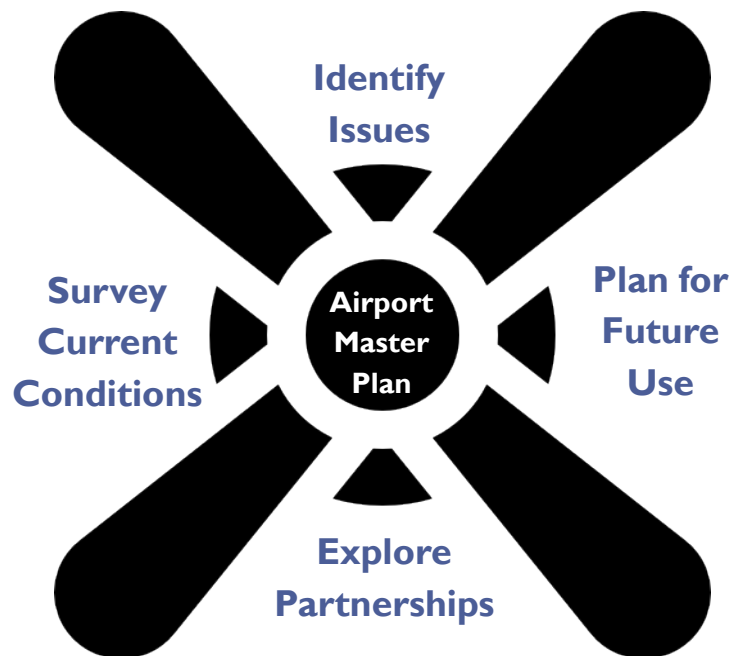 Identify
Issues
Survey
Current
Conditions
Airport
Master
Plan
Plan for
Future
Use
Explore
Partnerships